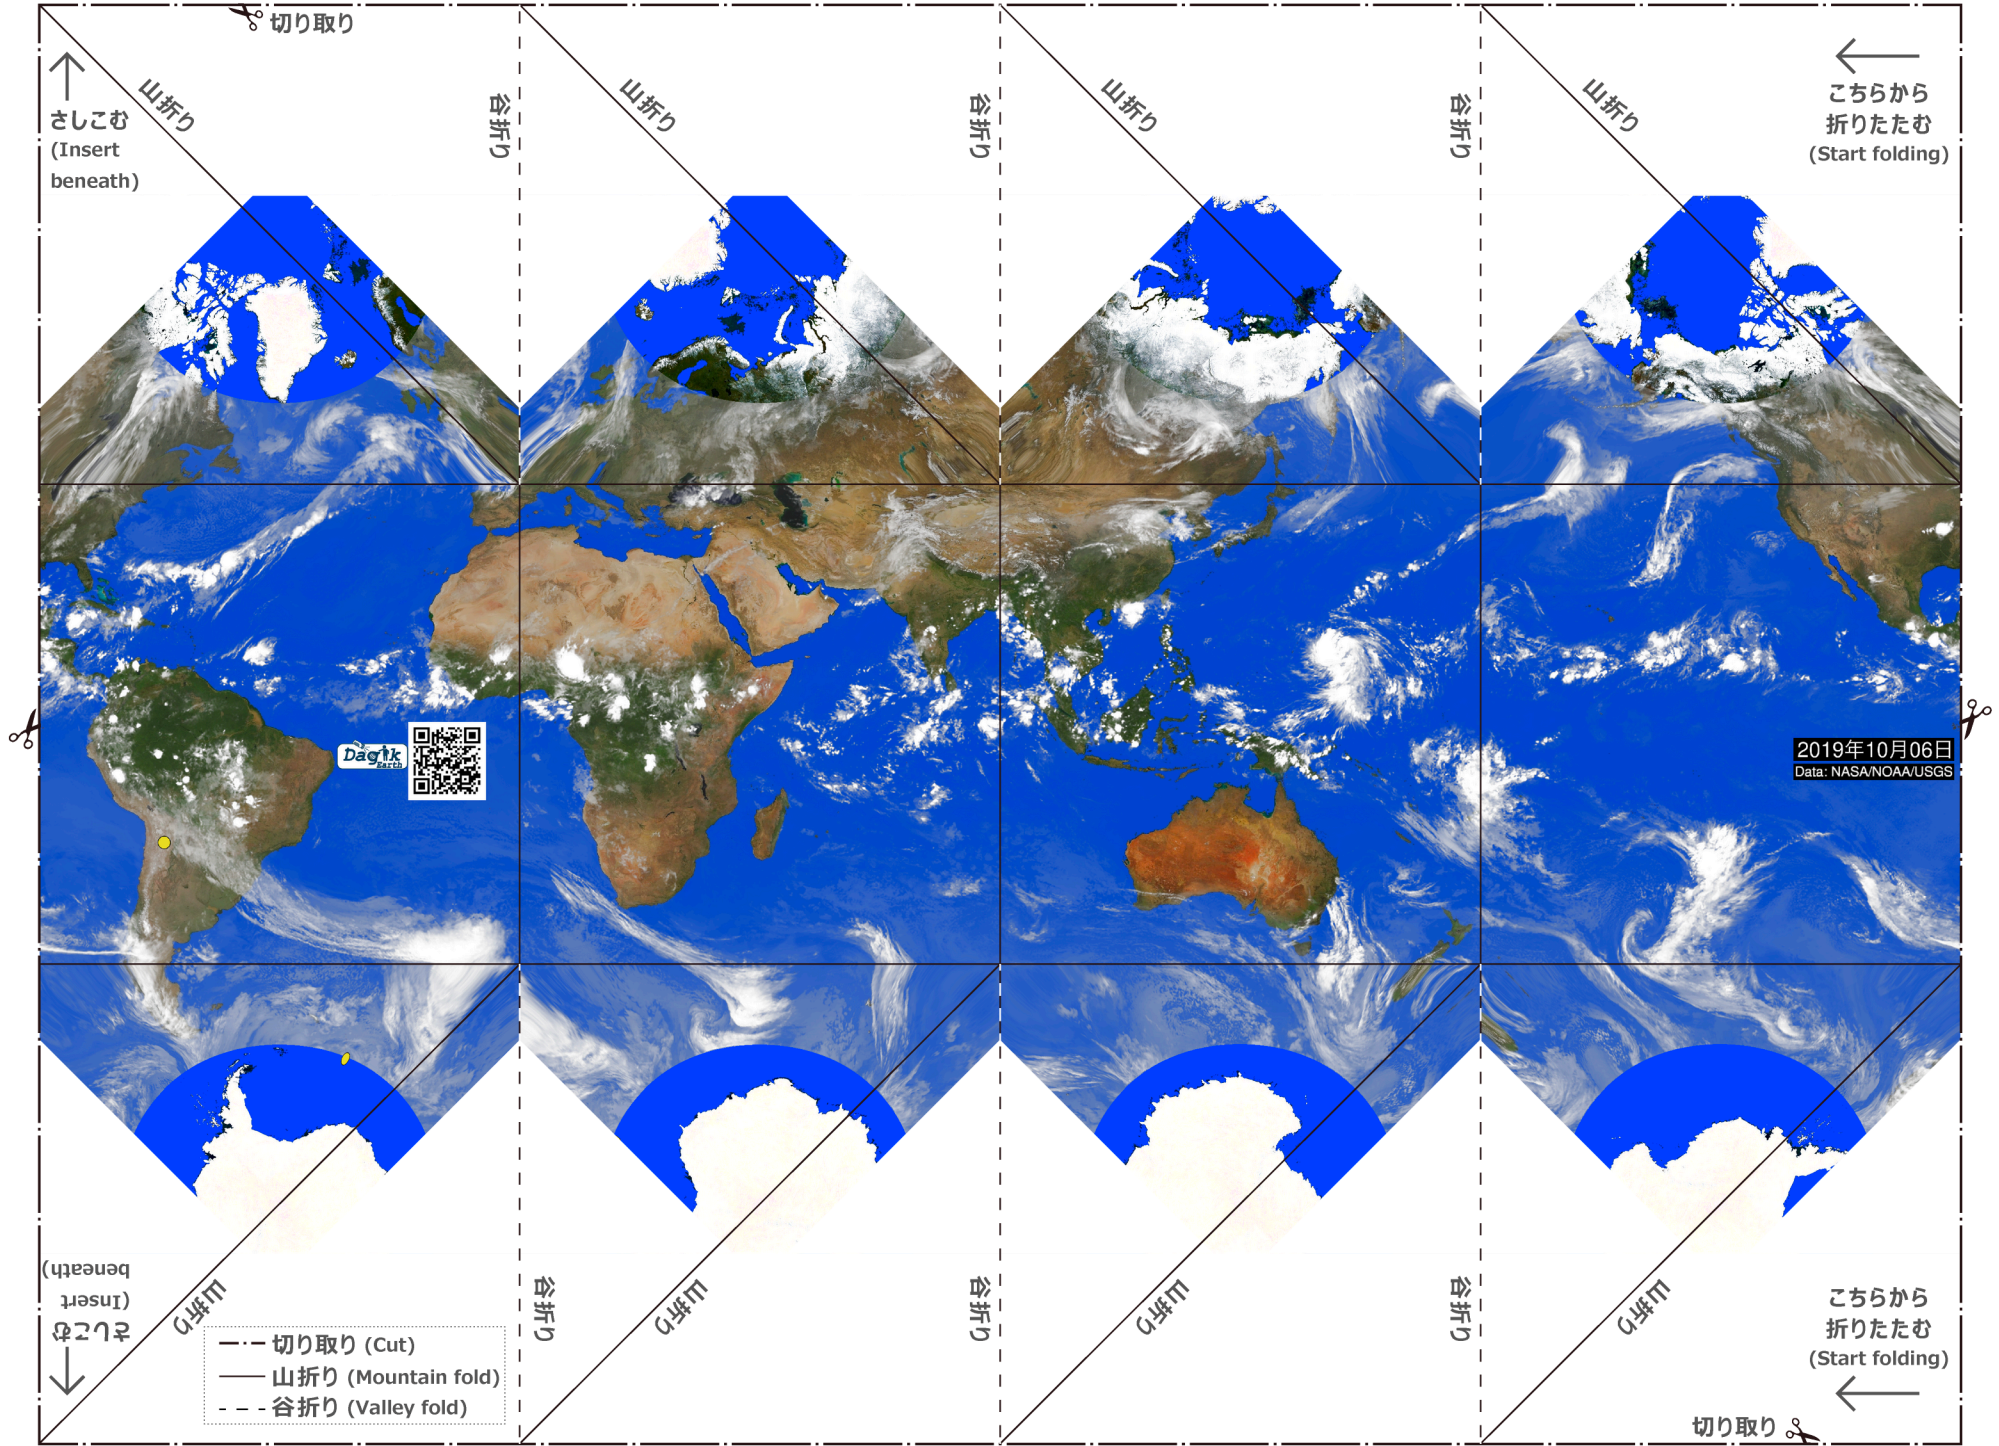 切り取り
山折り
山折り
山折り
山折り
谷折り
谷折り
谷折り
さしこむ
(Insert
beneath)
こちらから
折りたたむ
(Start folding)
Dagik
Earth
2019年10月06日
Data: NASA/NOAA/USGS
さしこむ
(Insert
beneath)
山折り
山折り
山折り
山折り
谷折り
谷折り
谷折り
こちらから
折りたたむ
(Start folding)
切り取り (Cut)
山折り (Mountain fold)
谷折り (Valley fold)
切り取り